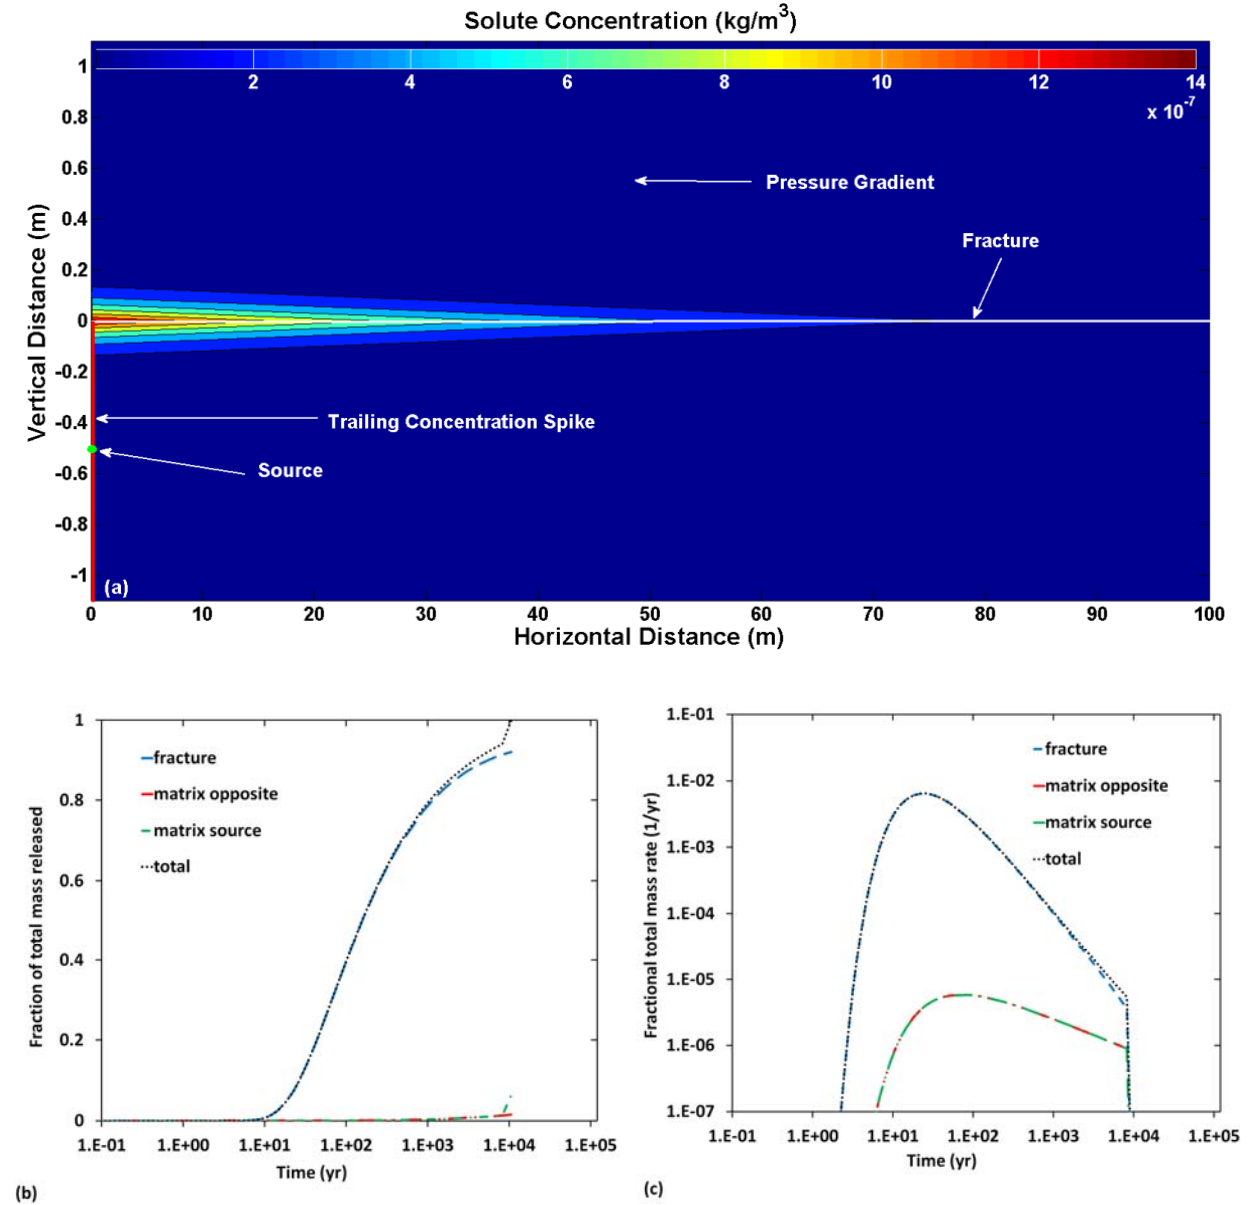 Solute Concentration (kg/m3)
1
2 4 6 8 10 12 14
0.8
x 10-7
0.6
Pressure Gradient
0.4
Fracture
0.2
Vertical Distance (m)
0
-0.2
-0.4
Trailing Concentration Spike
Source
-0.6
-0.8
-1
(a)
0 10 20 30 40 50 60 70 80 90 100
Horizontal Distance (m)
1
fracture
matrix opposite
0.8
matrix source
total
0.6
Fraction of total mass released
0.4
0.2
0
1.E-01 1.E+00 1.E+01 1.E+02 1.E+03 1.E+04 1.E+05
Time (yr)
(b)
1.E-01
fracture
1.E-02
matrix opposite
matrix source
1.E-03
total
Fractional total mass rate (1/yr)
1.E-04
1.E-05
1.E-06
1.E-07
1.E-01 1.E+00 1.E+01 1.E+02 1.E+03 1.E+04 1.E+05
Time (yr)
(c)